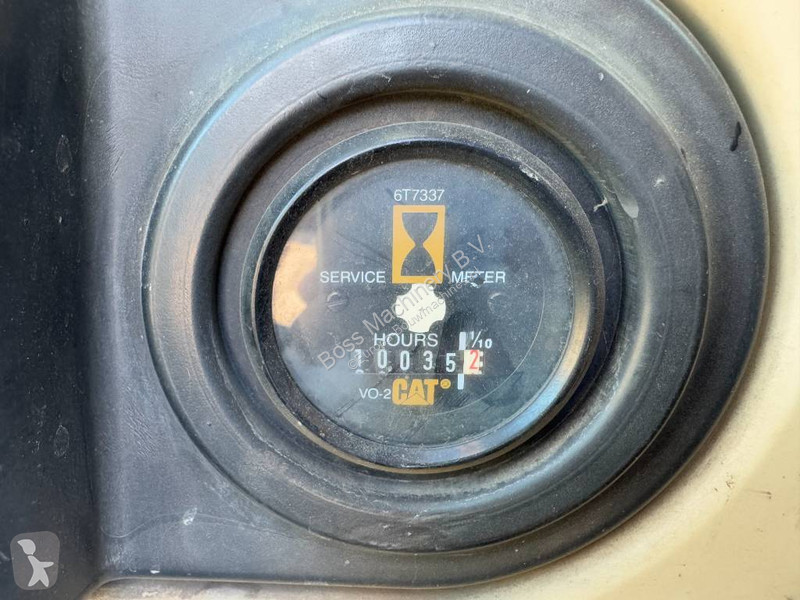 6T7337
SERVICE METER
Boss Machinery B.V.
HOURS 1/10
10035 2
VO-2 CAT®